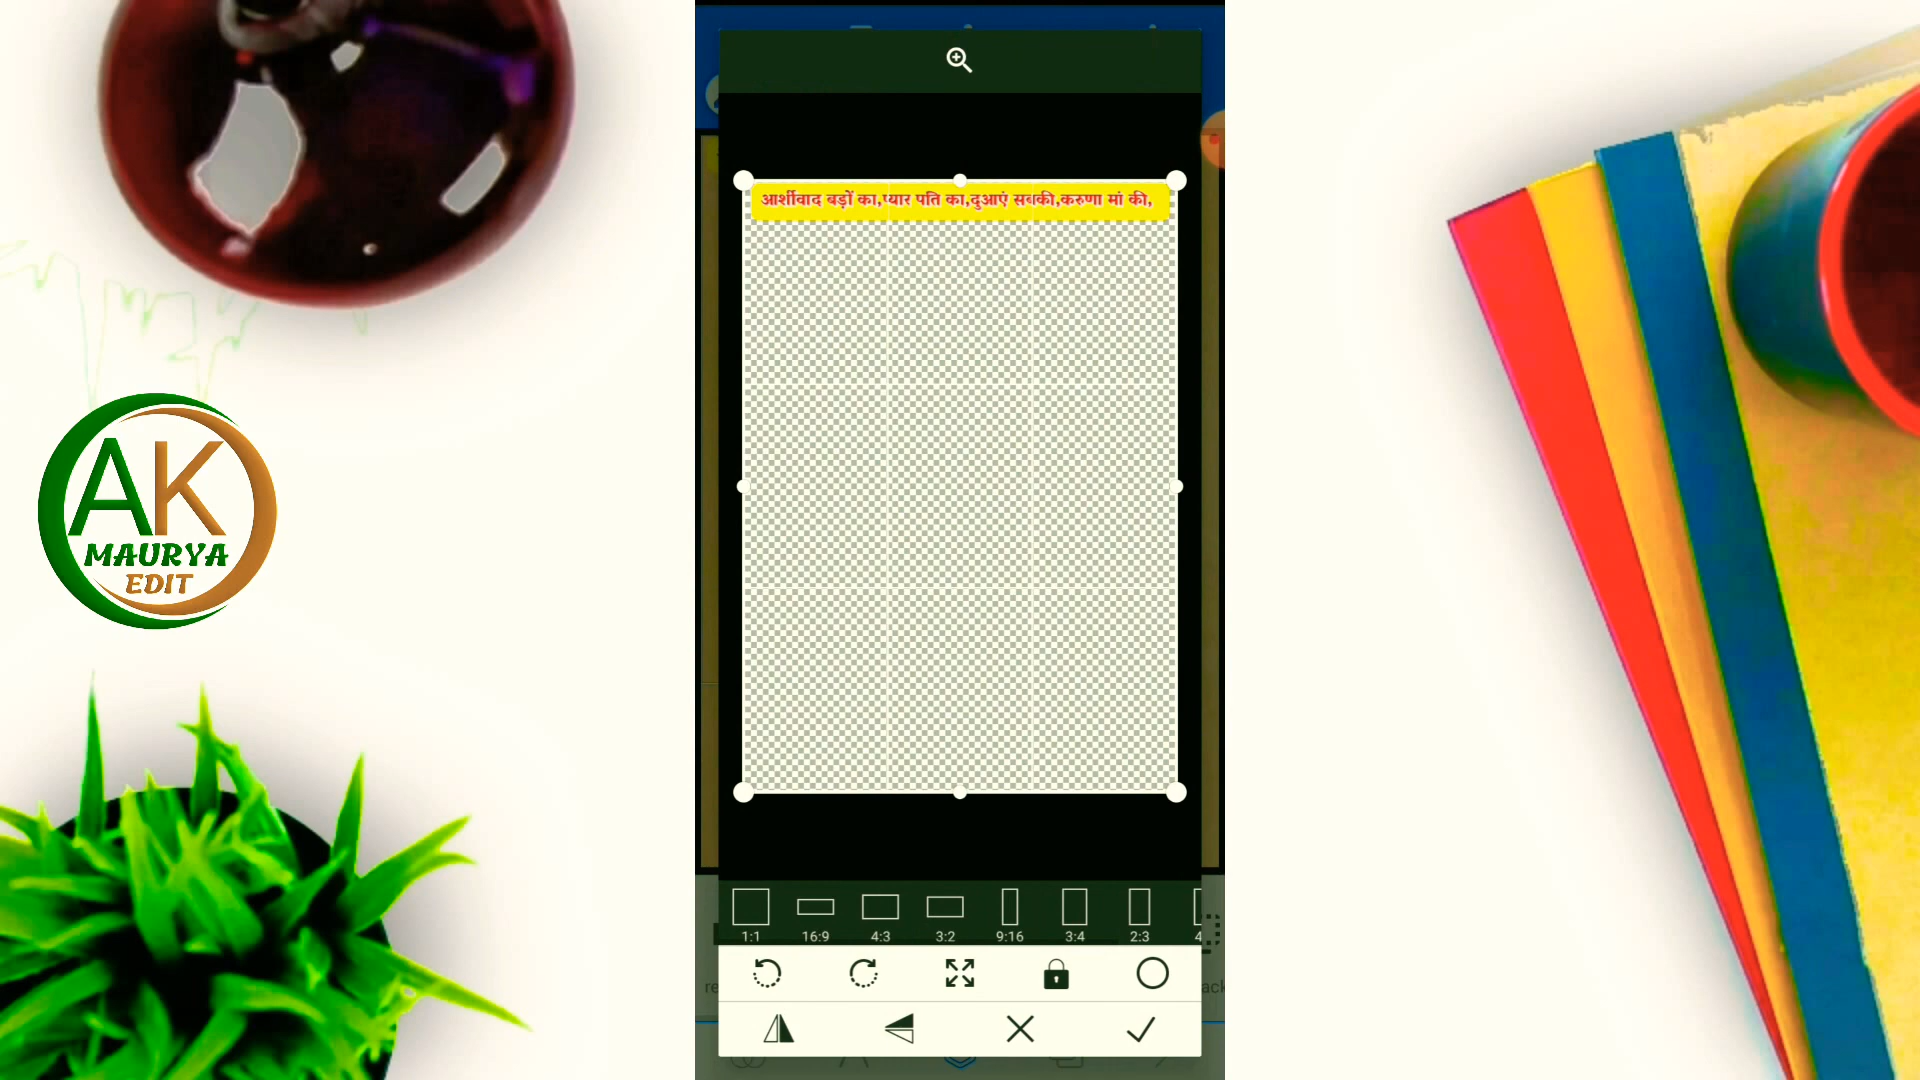 आर्शीवाद बड़ों का,प्यार पति का,दुआएं सबकी,करुणा मां की,
AK
MAURYA
EDIT
1:1 16:9 4:3 3:2 9:16 3:4 2:3